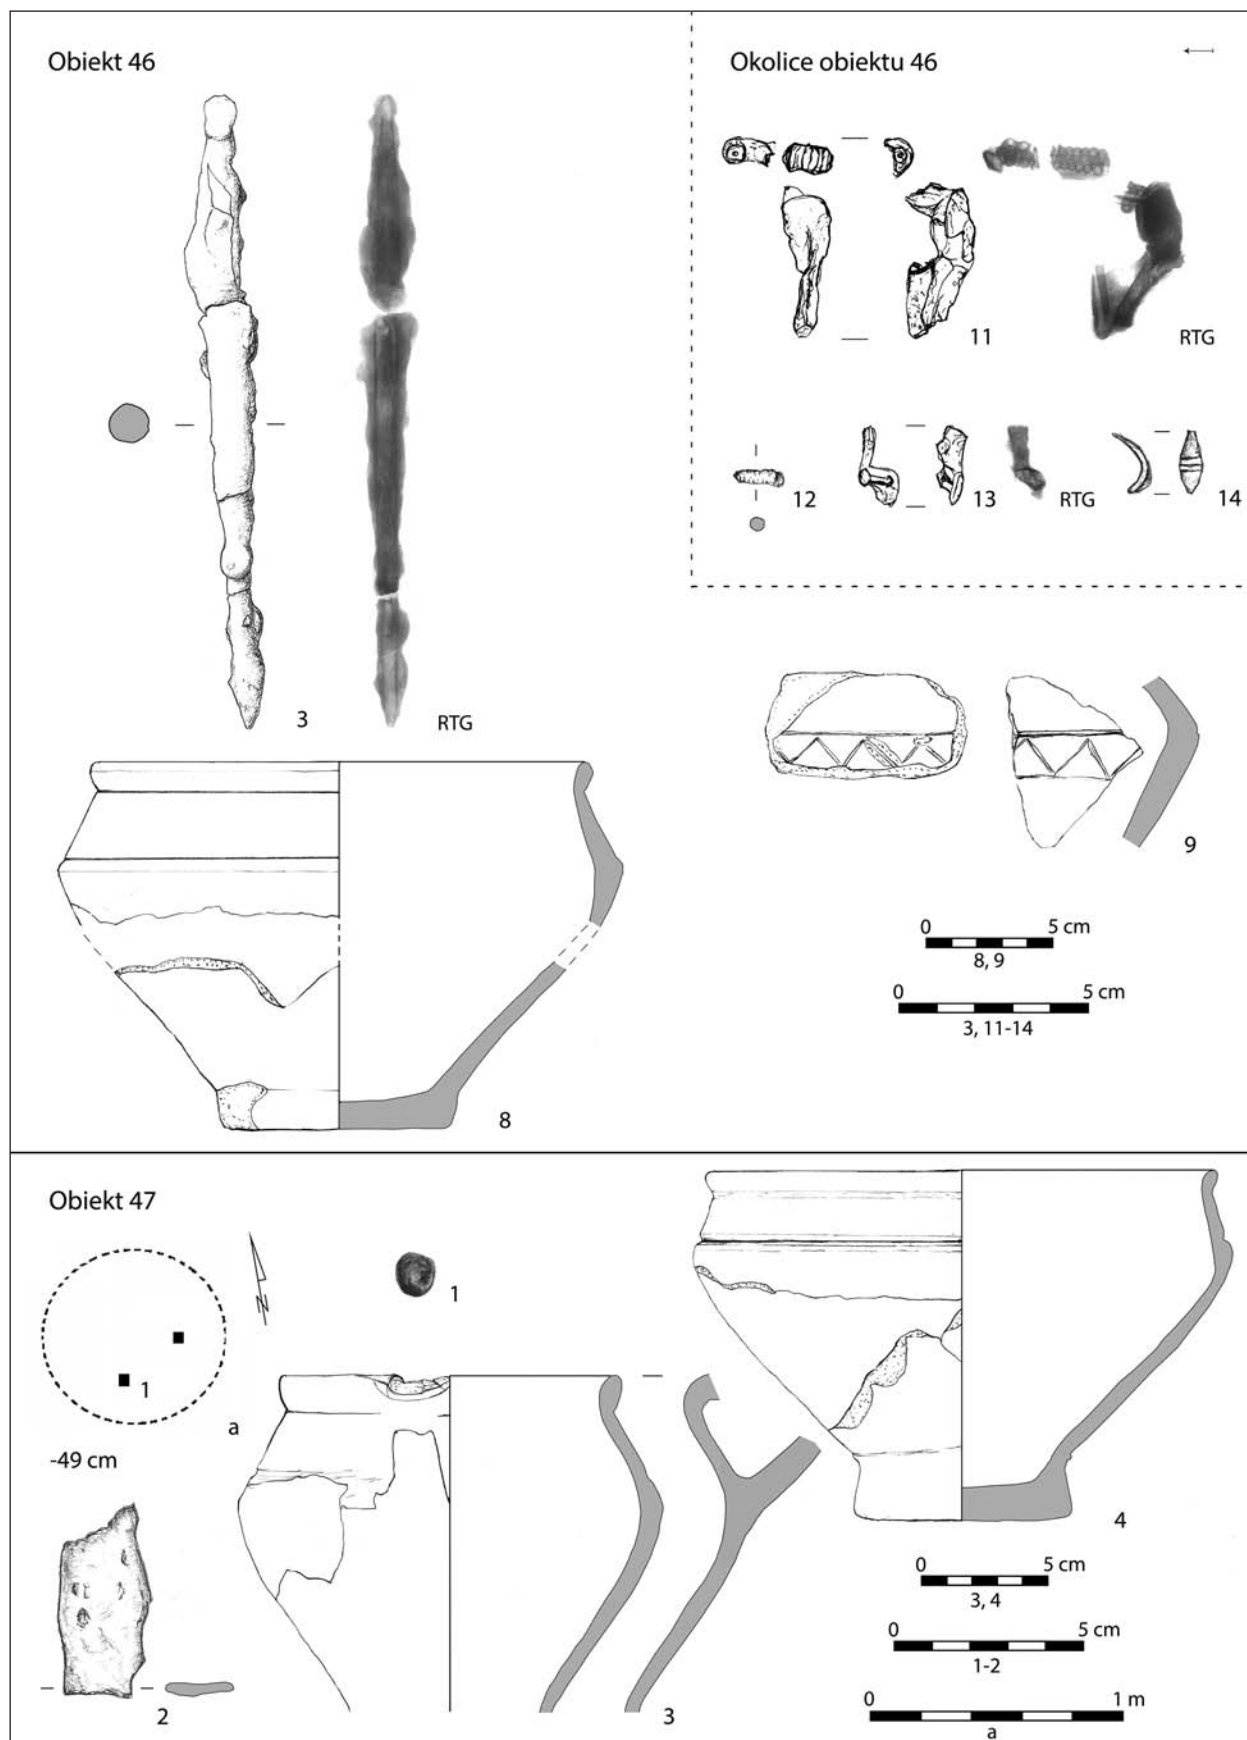 Obiekt 46
3
RTG
Okolice obiektu 46
11
RTG
12
13
RTG
14
9
0 5 cm
8, 9
0 5 cm
3, 11-14
8
Obiekt 47
N
1
a
-49 cm
1
2
3
4
0 5 cm
3, 4
0 5 cm
1-2
0 1 m
a